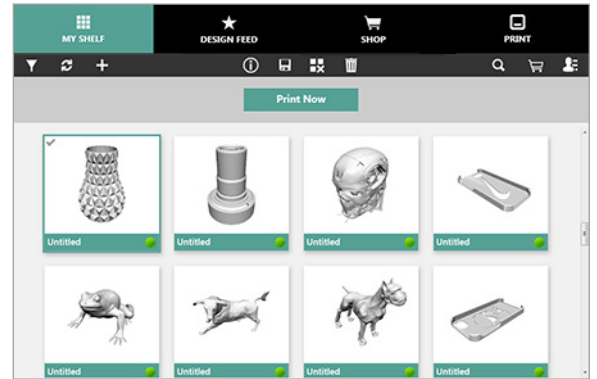 MY SHELF
DESIGN FEED
SHOP
PRINT
Print Now
Untitled
Untitled
Untitled
Untitled
Untitled
Untitled
Untitled
Untitled